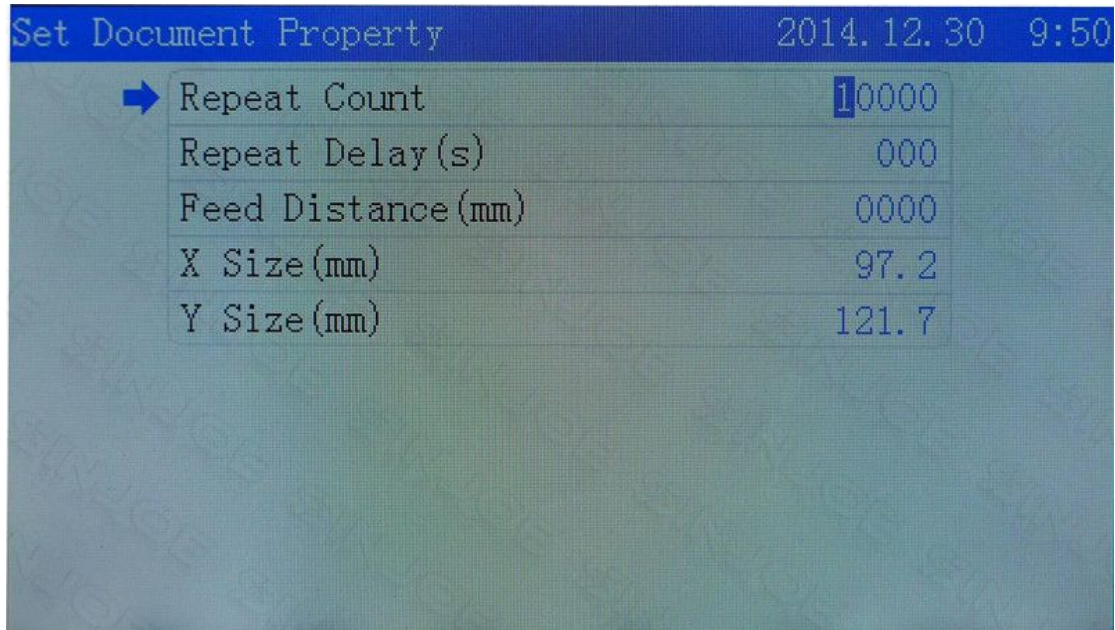 Set Document Property 2014.12.30 9:50
Repeat Count 10000
Repeat Delay(s) 000
Feed Distance(mm) 0000
X Size(mm) 97.2
Y Size(mm) 121.7